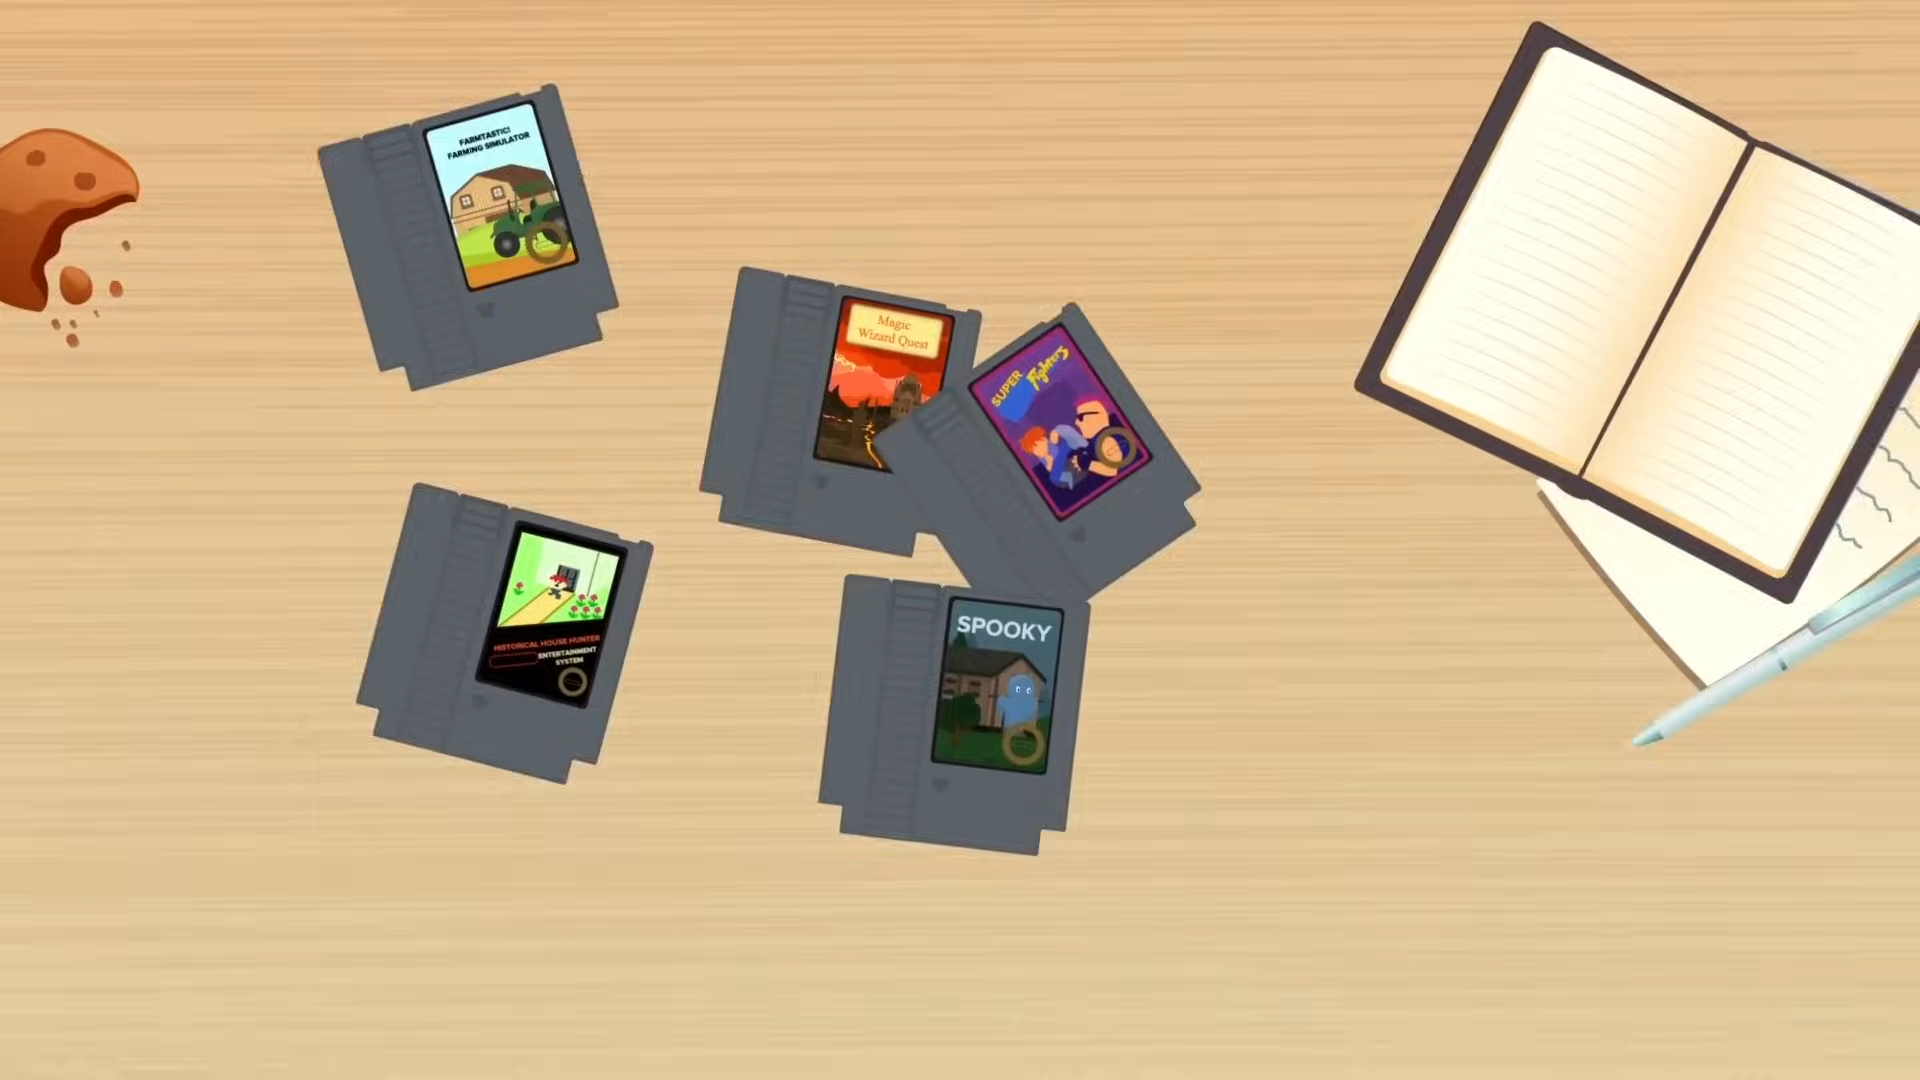 FARMTASTIC!
FARMING SIMULATOR
Magic
Wizard Quest
SUPER
Fighters
HISTORICAL HOUSE HUNTER
ENTERTAINMENT
SYSTEM
SPOOKY